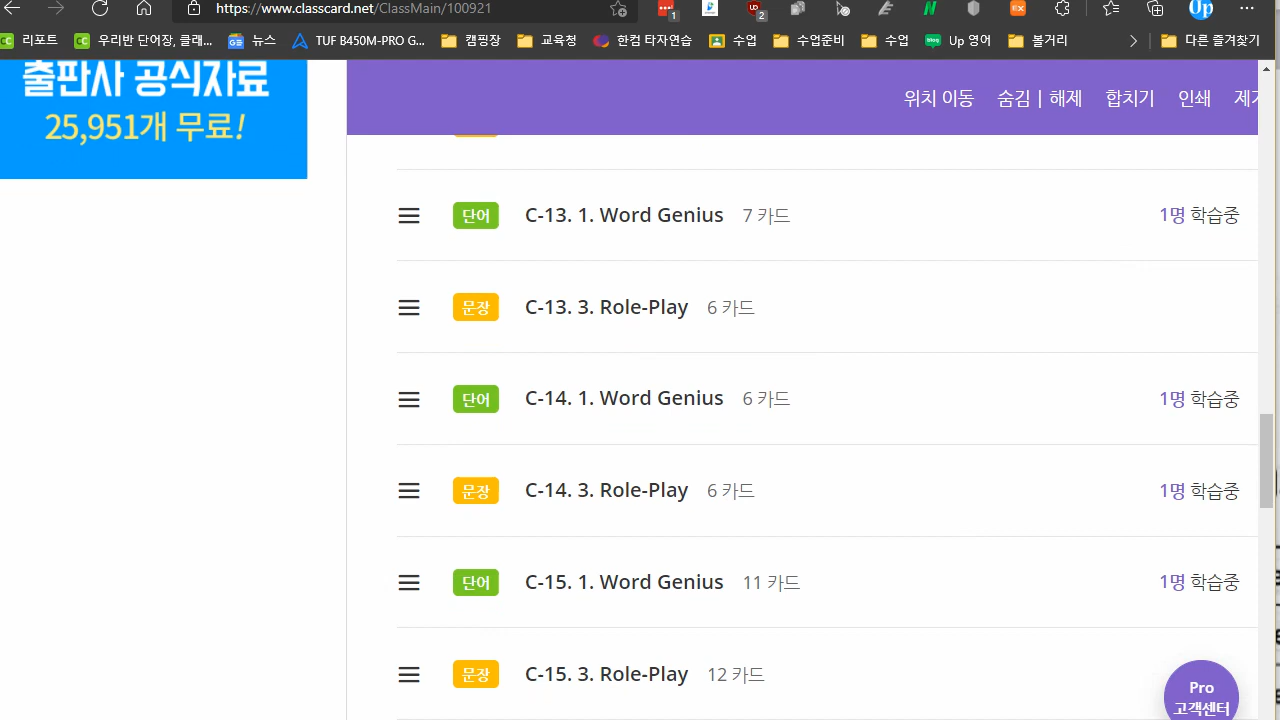 https://www.classcard.net/ClassMain/100921
1
2
EX
Up
리포트
우리반 단어장, 클래...
뉴스
TUF B450M-PRO G...
캠핑장
교육청
한컴 타자연습
수업
수업준비
수업
Up 영어
볼거리
다른 즐겨찾기
출판사 공식자료
25,951개 무료!
위치 이동
숨김 | 해제
합치기
인쇄
단어 C-13. 1. Word Genius 7 카드 1명 학습중
문장 C-13. 3. Role-Play 6 카드
단어 C-14. 1. Word Genius 6 카드 1명 학습중
문장 C-14. 3. Role-Play 6 카드 1명 학습중
단어 C-15. 1. Word Genius 11 카드 1명 학습중
문장 C-15. 3. Role-Play 12 카드
Pro
고객센터